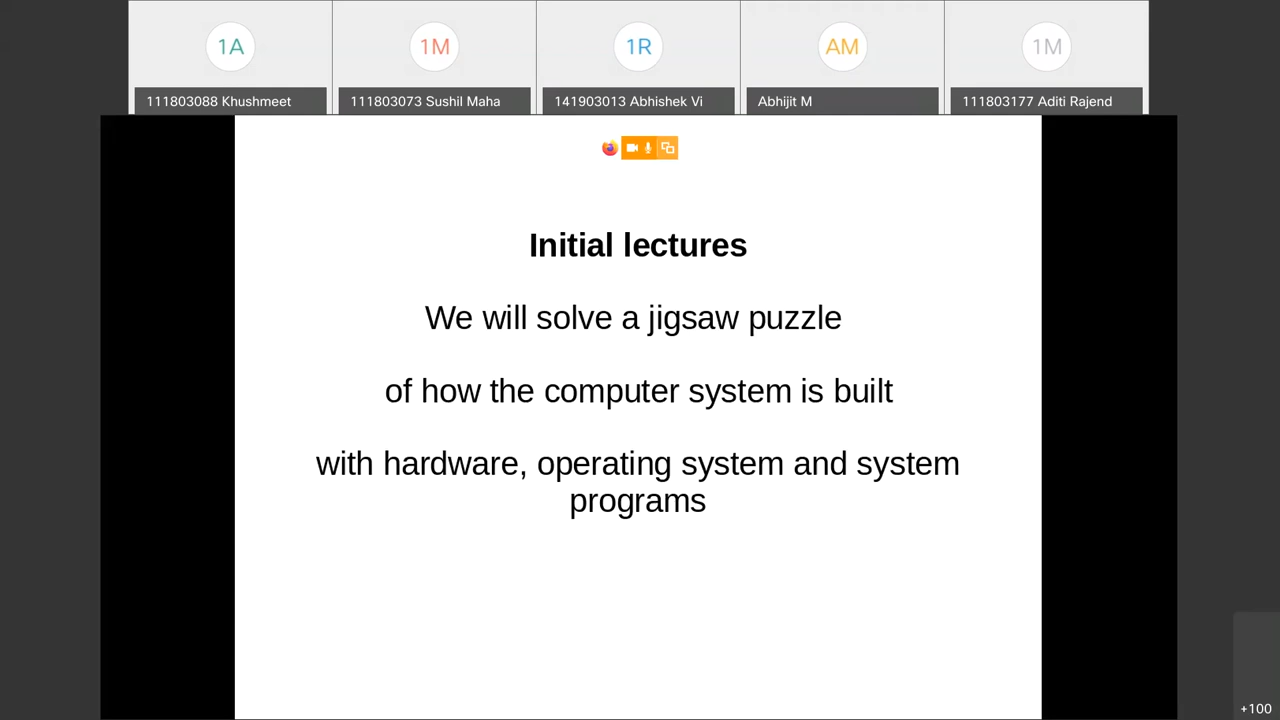 1A
1M
1R
AM
1M
111803088 Khushmeet
111803073 Sushil Maha
141903013 Abhishek Vi
Abhijit M
111803177 Aditi Rajend
Initial lectures
We will solve a jigsaw puzzle
of how the computer system is built
with hardware, operating system and system
programs
+100